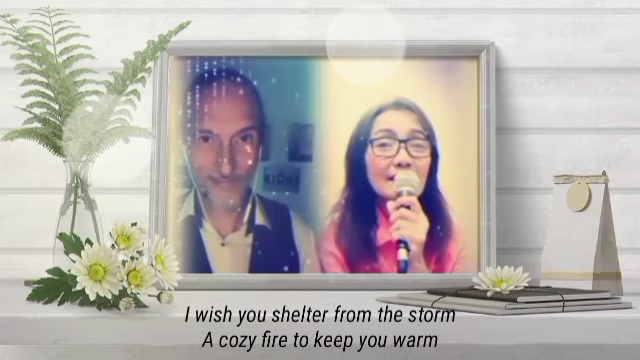 I wish you shelter from the storm
A cozy fire to keep you warm